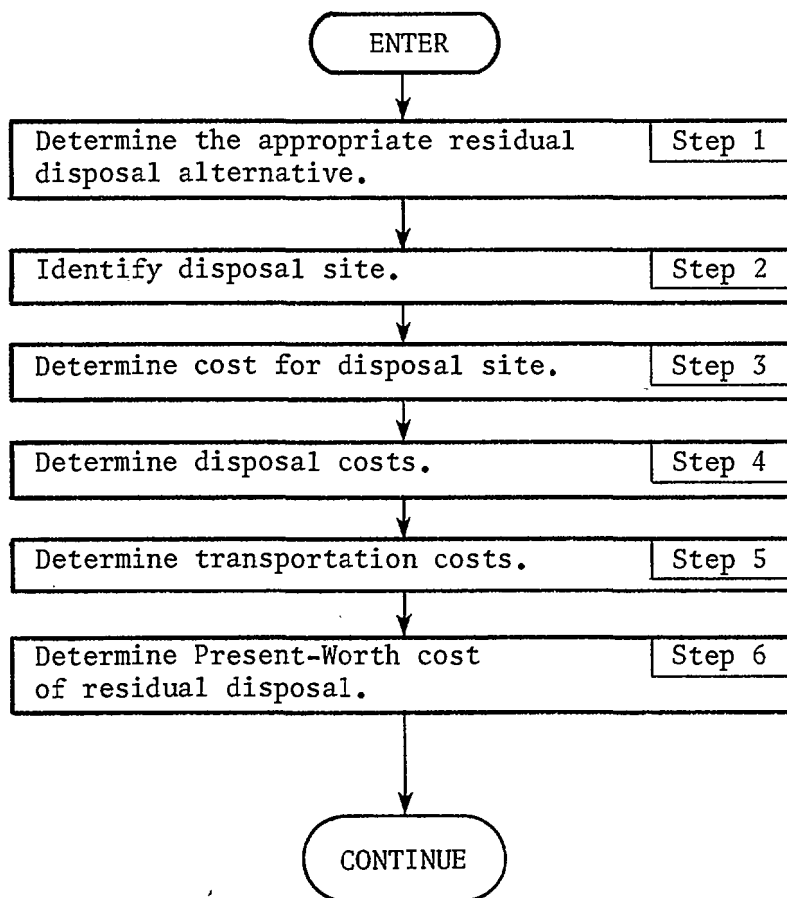 ENTER
Determine the appropriate residual
disposal alternative.
Step 1
Identify disposal site.
Step 2
Determine cost for disposal site.
Step 3
Determine disposal costs.
Step 4
Determine transportation costs.
Step 5
Determine Present-Worth cost
of residual disposal.
Step 6
CONTINUE